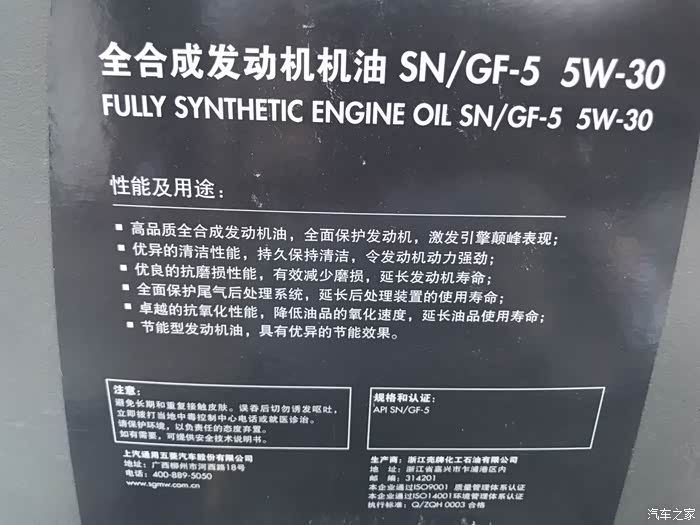 全合成发动机机油 SN/GF-5 5W-30
FULLY SYNTHETIC ENGINE OIL SN/GF-5 5W-30
性能及用途：
■ 高品质全合成发动机油，全面保护发动机，激发引擎颠峰表现；
■ 优异的清洁性能，持久保持清洁，令发动机动力强劲；
■ 优良的抗磨损性能，有效减少磨损，延长发动机寿命；
■ 全面保护尾气后处理系统，延长后处理装置的使用寿命；
■ 卓越的抗氧化性能，降低油品的氧化速度，延长油品使用寿命；
■ 节能型发动机油，具有优异的节能效果。
注意：
避免长期和重复接触皮肤。误吞后切勿诱发呕吐，
立即拨打当地中毒控制中心电话或就医诊治。
请保护环境，以负责任的态度弃置。
如有需要，可提供安全技术说明书。
规格和认证：
API SN/GF-5
上汽通用五菱汽车股份有限公司
地址：广西柳州市河西路18号
电话：400-889-5050
www.sgmw.com.cn
生产商：浙江壳牌化工石油有限公司
地 址：浙江省嘉兴市乍浦港区内
邮 编：314201
本企业通过ISO9001 质量管理体系认证
本企业通过ISO14001环境管理体系认证
执行标准：Q/ZQH 0003 合格
汽车之家